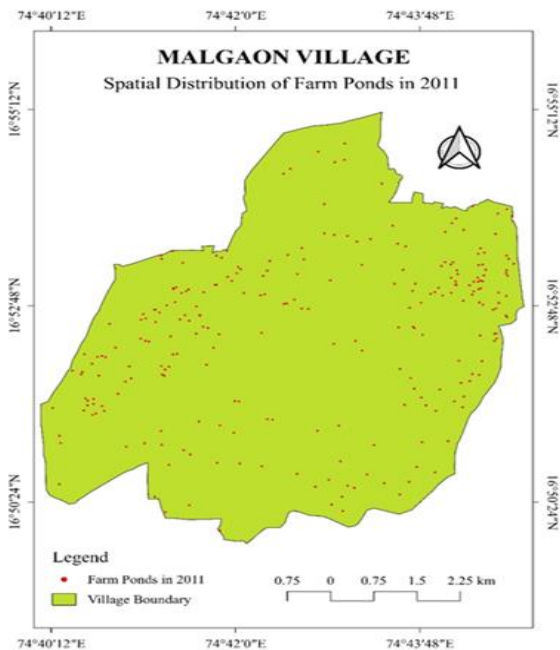 74°40'12"E 74°42'0"E 74°43'48"E
MALGAON VILLAGE
Spatial Distribution of Farm Ponds in 2011
16°55'12"N 16°55'12"N
16°52'48"N 16°52'48"N
16°50'24"N 16°50'24"N
Legend
Farm Ponds in 2011
Village Boundary
0.75 0 0.75 1.5 2.25 km
74°40'12"E 74°42'0"E 74°43'48"E